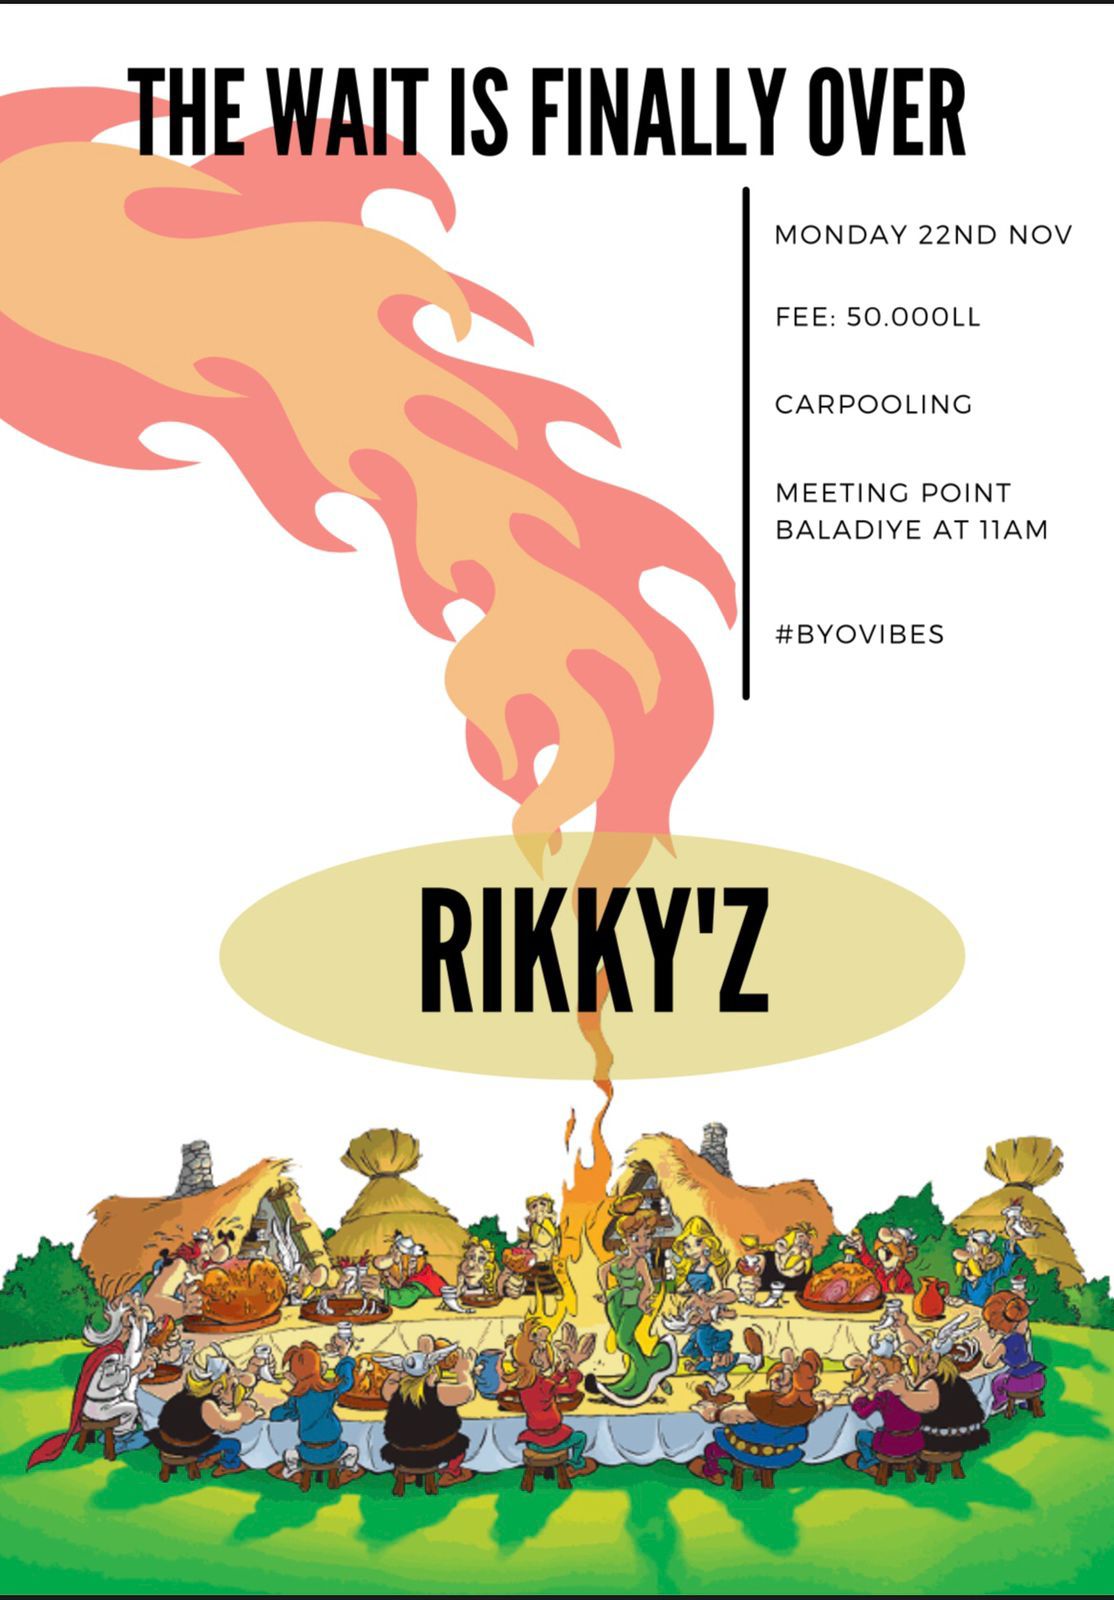 THE WAIT IS FINALLY OVER
MONDAY 22ND NOV
FEE: 50.000LL
CARPOOLING
MEETING POINT
BALADIYE AT 11AM
#BYOVIBES
RIKKY'Z